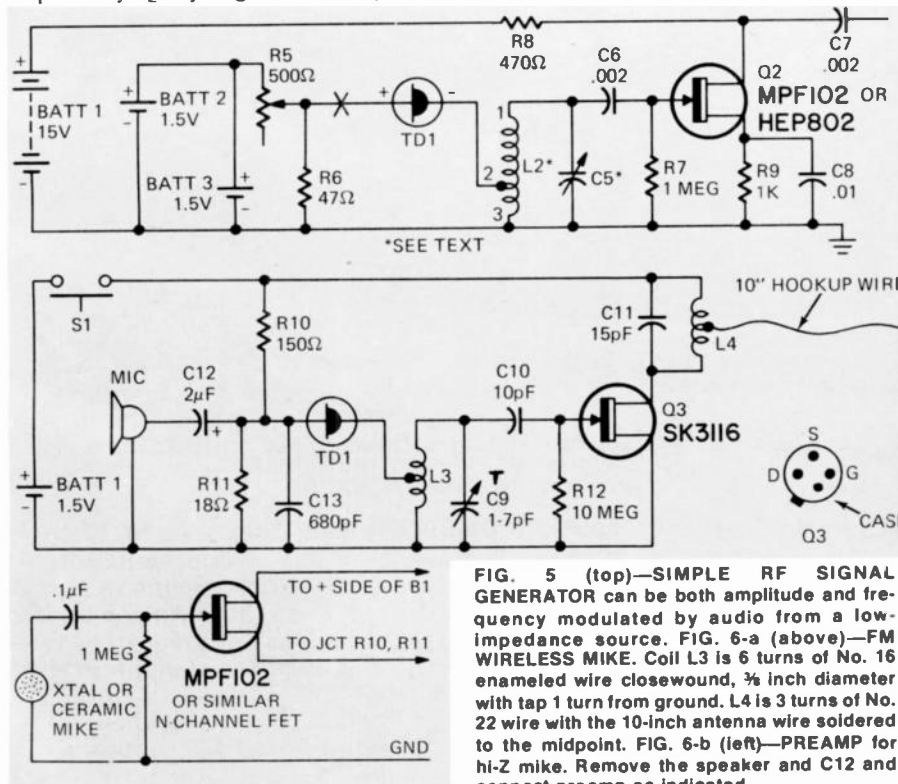 R8
470Ω
C7
.002
C6
.002
R5
500Ω
Q2
MPF102 OR
HEP802
+
BATT 1
15V
-
+
BATT 2
1.5V
-
+ TD1 -
1
2
3
L2*
C5*
R7
1 MEG
R9
1K
C8
.01
BATT 3
1.5V
+
-
R6
47Ω
*SEE TEXT
S1
R10
150Ω
C11
15pF
10" HOOKUP WIRE
L4
MIC
C12
2µF
+
TD1
C10
10pF
Q3
SK3116
+
BATT 1
1.5V
-
R11
18Ω
C13
680pF
L3
C9
1-7pF
T
R12
10 MEG
S
D
G
Q3
.1µF
1 MEG
XTAL OR
CERAMIC
MIKE
MPF102
OR SIMILAR
N-CHANNEL FET
TO + SIDE OF B1
TO JCT R10, R11
GND
FIG. 5 (top)—SIMPLE RF SIGNAL
GENERATOR can be both amplitude and fre-
quency modulated by audio from a low-
impedance source. FIG. 6-a (above)—FM
WIRELESS MIKE. Coil L3 is 6 turns of No. 16
enameled wire closewound, ⅜ inch diameter
with tap 1 turn from ground. L4 is 3 turns of No.
22 wire with the 10-inch antenna wire soldered
to the midpoint. FIG. 6-b (left)—PREAMP for
hi-Z mike. Remove the speaker and C12 and